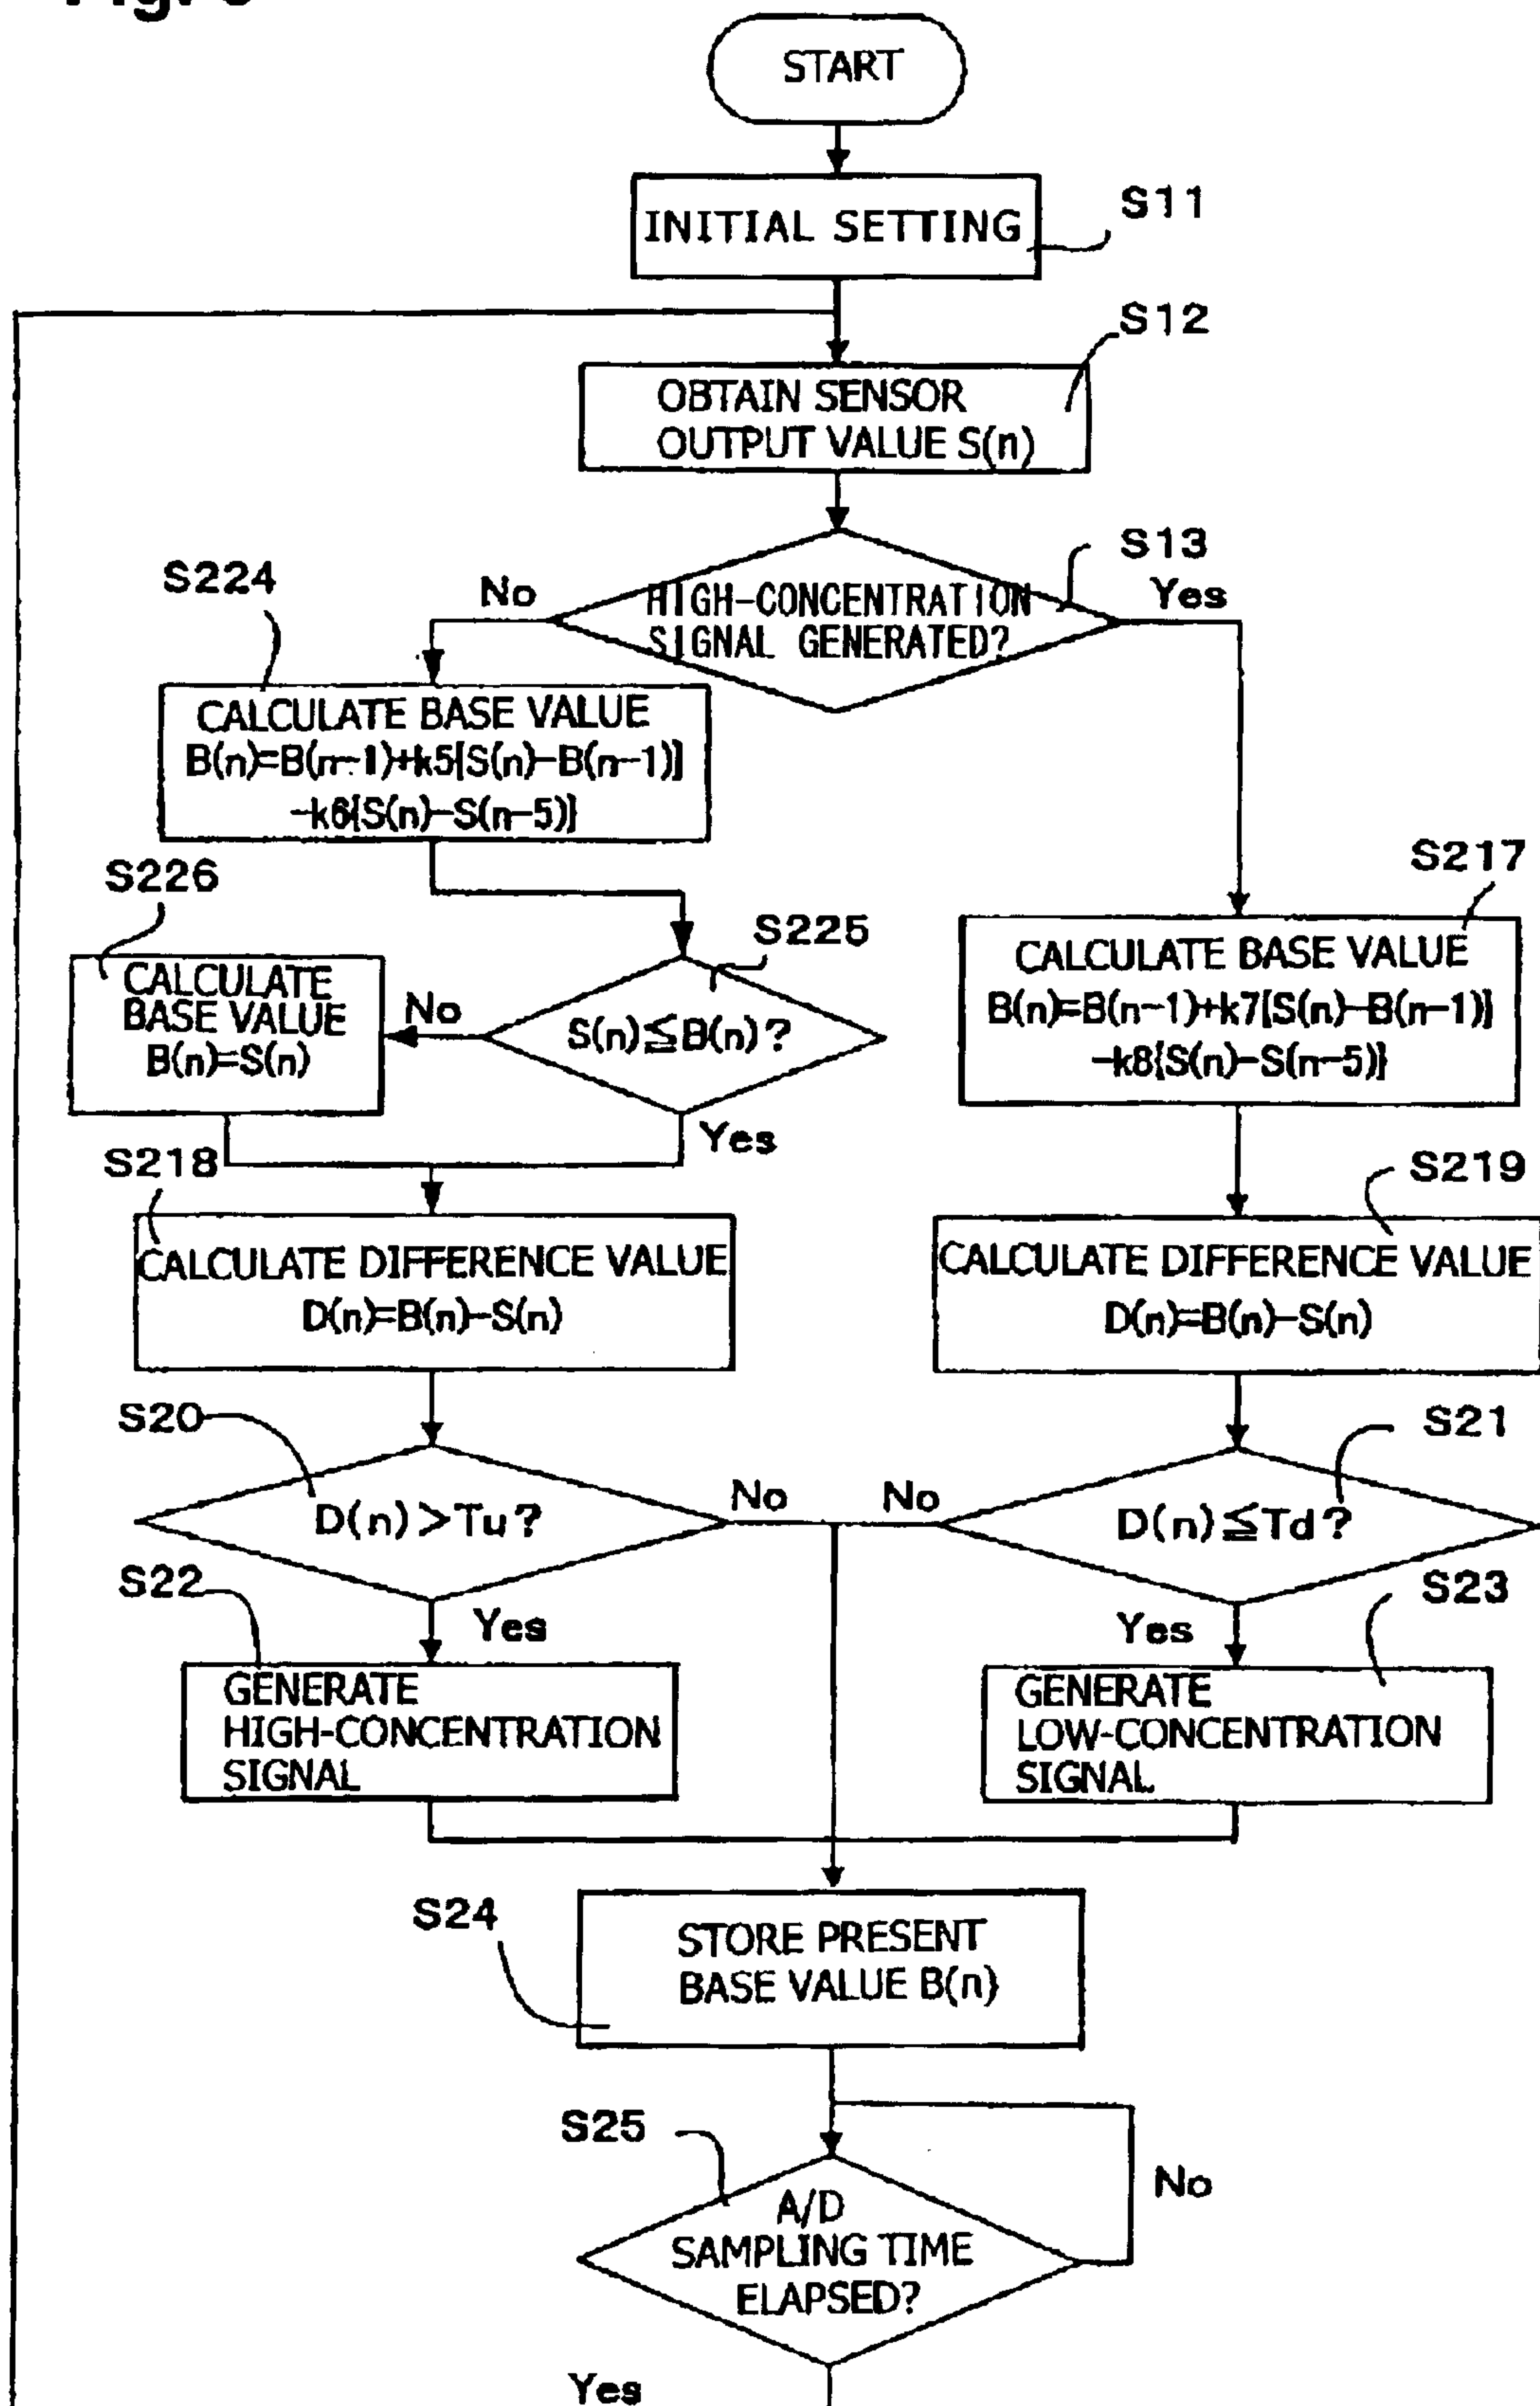 START
INITIAL SETTING
S11
S12
OBTAIN SENSOR
OUTPUT VALUE S(n)
S13
HIGH-CONCENTRATION
SIGNAL GENERATED?
No
Yes
S224
CALCULATE BASE VALUE
B(n)=B(n-1)+k5[S(n)-B(n-1)]
-k6{S(n)-S(n-5)}
S217
CALCULATE BASE VALUE
B(n)=B(n-1)+k7[S(n)-B(n-1)]
-k8{S(n)-S(n-5)}
S226
CALCULATE
BASE VALUE
B(n)=S(n)
No
S225
S(n)≦B(n)?
Yes
S218
CALCULATE DIFFERENCE VALUE
D(n)=B(n)-S(n)
S219
CALCULATE DIFFERENCE VALUE
D(n)=B(n)-S(n)
S20
D(n)>Tu?
No
No
S21
D(n)≦Td?
S22
Yes
GENERATE
HIGH-CONCENTRATION
SIGNAL
Yes
S23
GENERATE
LOW-CONCENTRATION
SIGNAL
S24
STORE PRESENT
BASE VALUE B(n)
S25
A/D
SAMPLING TIME
ELAPSED?
No
Yes